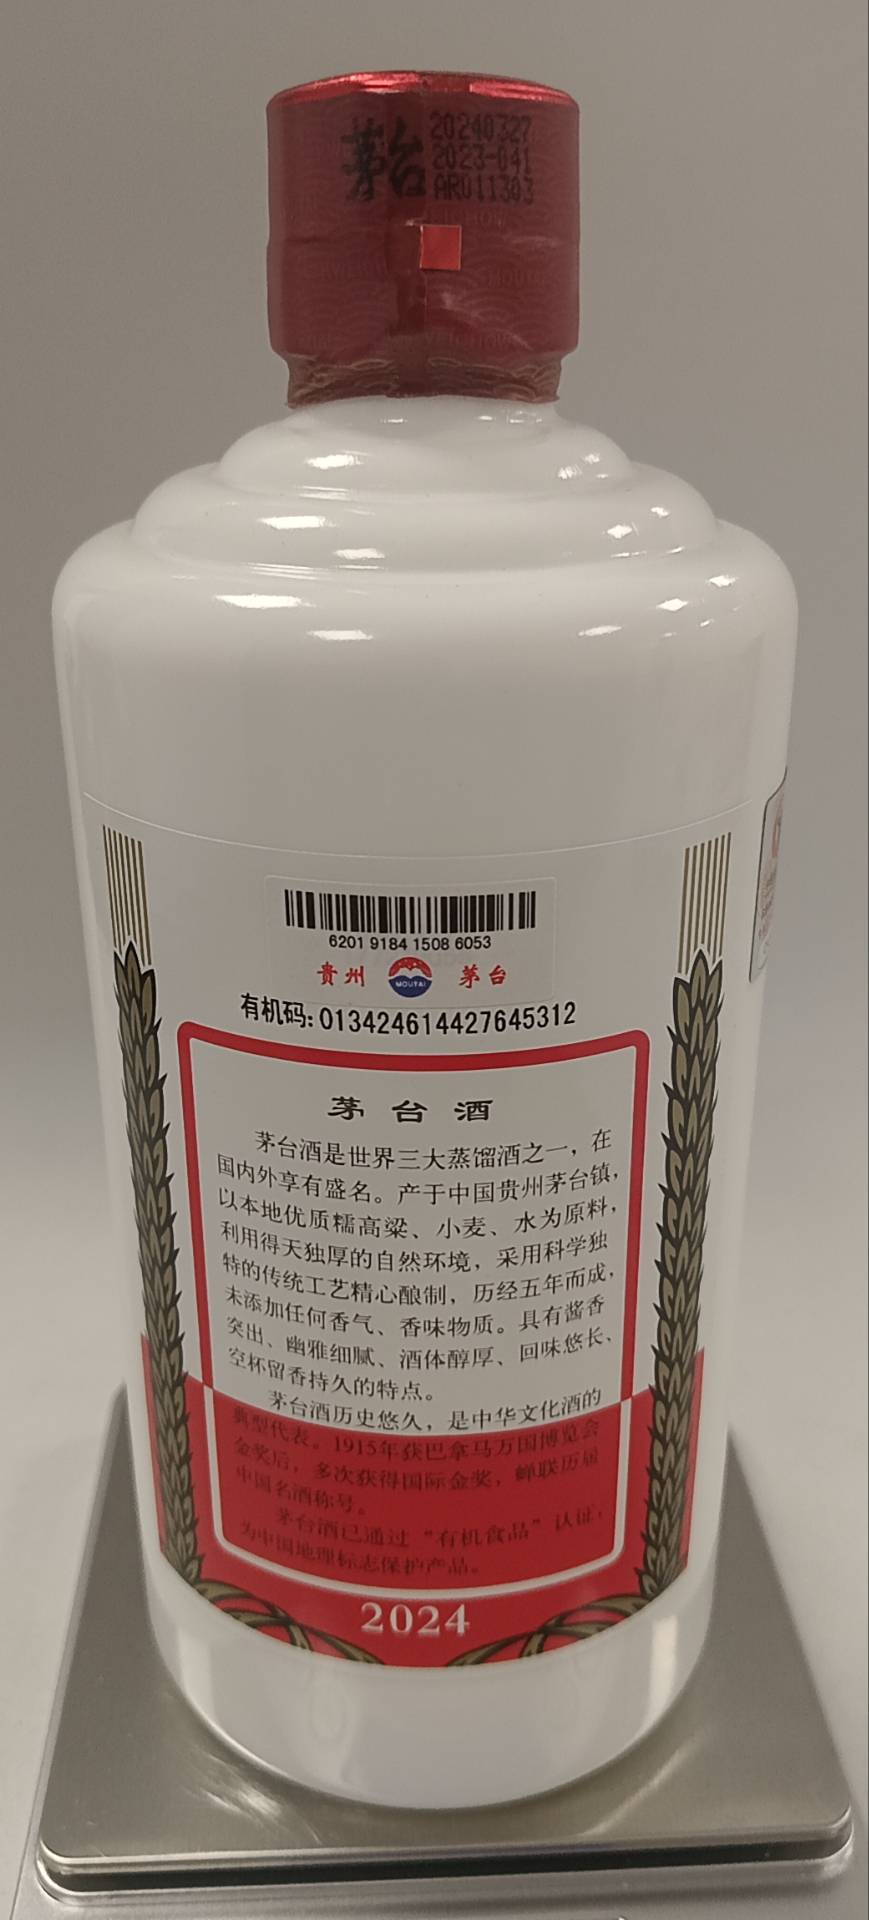 茅台
20240327
2023-041
AR011303
6201 9184 1508 6053
贵州 MOUTAI 茅台
有机码:013424614427645312
茅台酒
茅台酒是世界三大蒸馏酒之一，在
国内外享有盛名。产于中国贵州茅台镇，
以本地优质糯高粱、小麦、水为原料，
利用得天独厚的自然环境，采用科学独
特的传统工艺精心酿制，历经五年而成，
未添加任何香气、香味物质。具有酱香
突出、幽雅细腻、酒体醇厚、回味悠长、
空杯留香持久的特点。
茅台酒历史悠久，是中华文化酒的
典型代表。1915年获巴拿马万国博览会
金奖后，多次获得国际金奖，蝉联历届
中国名酒称号。
茅台酒已通过“有机食品”认证，
为中国地理标志保护产品。
2024